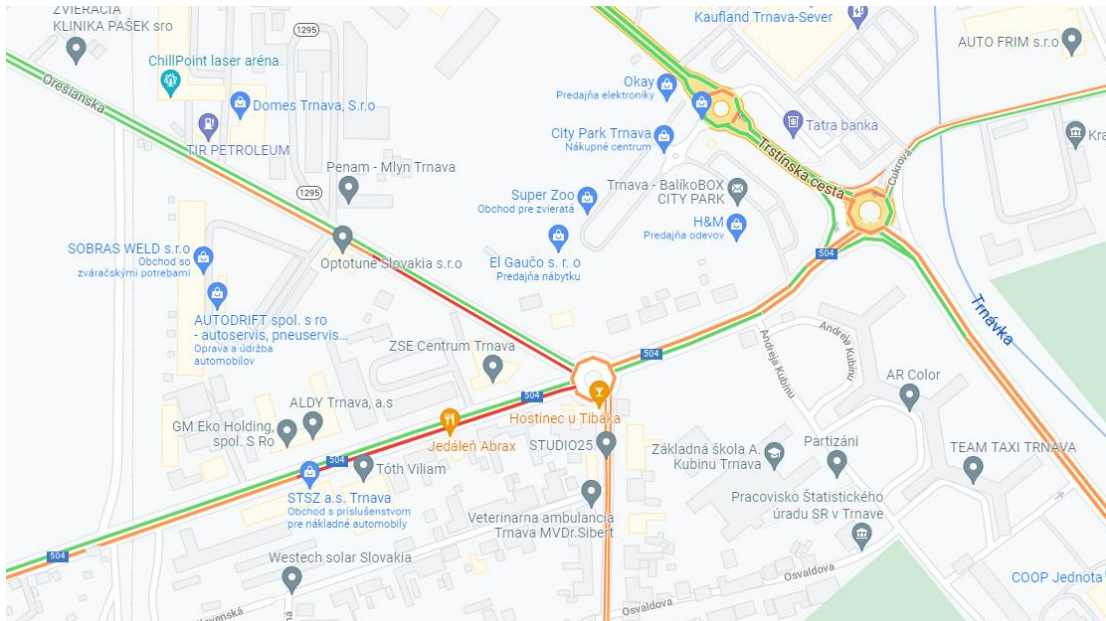 ZVIERACIA
KLINIKA PAŠEK sro
1295
Kaufland Trnava-Sever
AUTO FRIM s.r.o
ChillPoint laser aréna
Orešianska
Domes Trnava, S.r.o
Okay
Predajňa elektroniky
TIR PETROLEUM
City Park Trnava
Nákupné centrum
Tatra banka
Kra
Trstínska cesta
Cukrová
Penam - Mlyn Trnava
1295
Super Zoo
Obchod pre zvieratá
Trnava - BalíkoBOX
CITY PARK
H&M
Predajňa odevov
SOBRAS WELD s.r.o
Obchod so
zváračskými potrebami
Optotune Slovakia s.r.o
El Gaučo s. r. o
Predajňa nábytku
504
Trnávka
AUTODRIFT spol. s ro
- autoservis, pneuservis...
Oprava a údržba
automobilov
ZSE Centrum Trnava
504
Andreja Kubinu
Andreja Kubinu
AR Color
504
ALDY Trnava, a.s
Hostinec u Tibáka
GM Eko Holding,
spol. S Ro
Jedáleň Abrax
STUDIO25
Základná škola A.
Kubinu Trnava
Partizáni
TEAM TAXI TRNAVA
504
Tóth Viliam
STSZ a.s. Trnava
Obchod s príslušenstvom
pre nákladné automobily
Pracovisko Štatistického
úradu SR v Trnave
Veterinarna ambulancia
Trnava MVDr.Sibert
504
Westech solar Slovakia
Osvaldova
COOP Jednota
Osvaldova